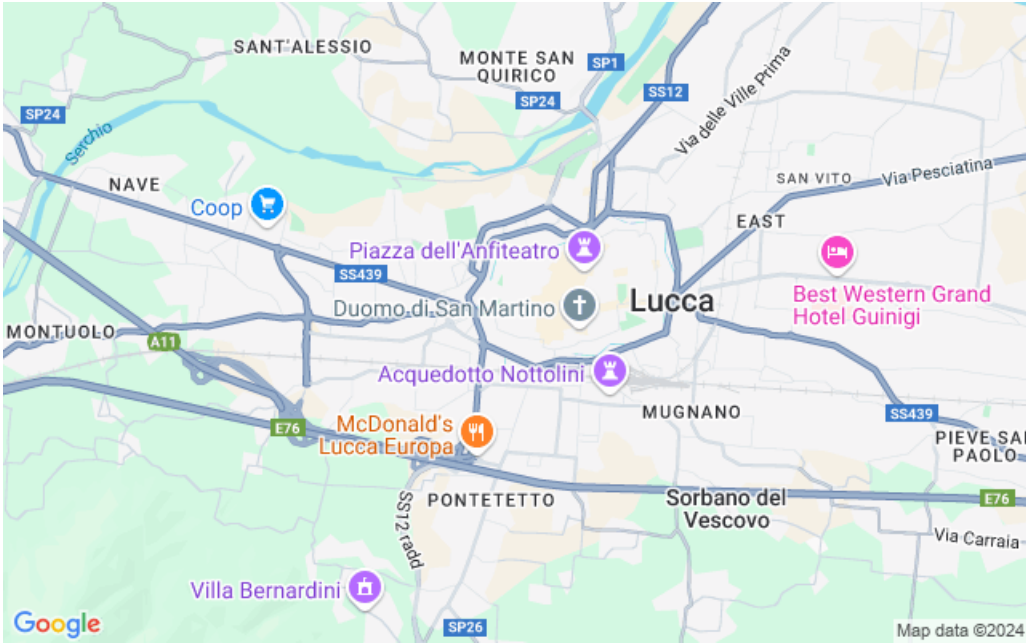 SANT'ALESSIO
MONTE SAN
QUIRICO
SP1
SP24
SS12
SP24
Via delle Ville Prima
Serchio
NAVE
SAN VITO
Via Pesciatina
Coop
EAST
Piazza dell'Anfiteatro
SS439
Duomo di San Martino
Lucca
Best Western Grand
Hotel Guinigi
MONTUOLO
A11
Acquedotto Nottolini
MUGNANO
SS439
McDonald's
Lucca Europa
E76
PIEVE SAN
PAOLO
PONTETETTO
Sorbano del
Vescovo
E76
SS12 radd
Via Carraia
Villa Bernardini
SP26
Google
Map data ©2024